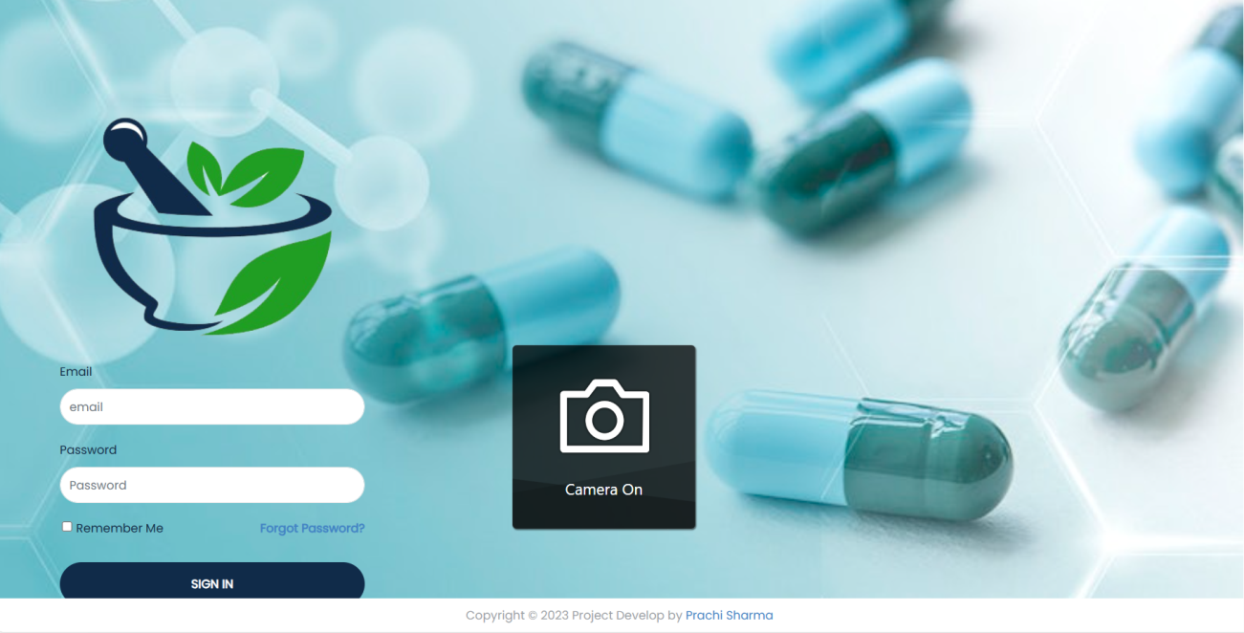 Email
email
Password
Password
Remember Me Forgot Password?
SIGN IN
Camera On
Copyright © 2023 Project Develop by Prachi Sharma